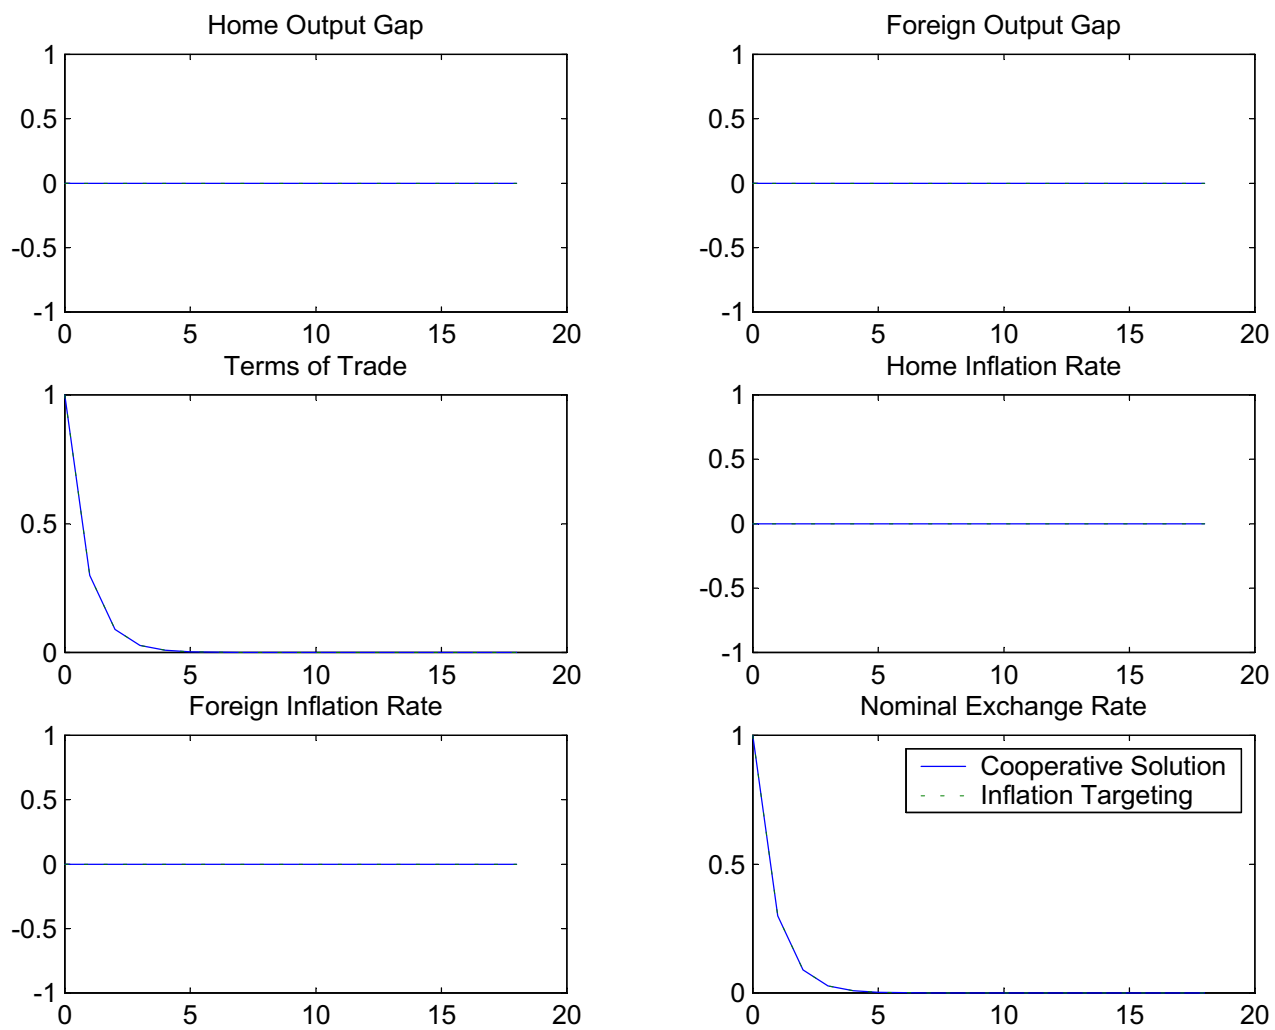 Home Output Gap
1
0.5
0
-0.5
-1
0 5 10 15 20
Foreign Output Gap
1
0.5
0
-0.5
-1
0 5 10 15 20
Terms of Trade
1
0.5
0
0 5 10 15 20
Home Inflation Rate
1
0.5
0
-0.5
-1
0 5 10 15 20
Foreign Inflation Rate
1
0.5
0
-0.5
-1
0 5 10 15 20
Nominal Exchange Rate
1
Cooperative Solution
Inflation Targeting
0.5
0
0 5 10 15 20